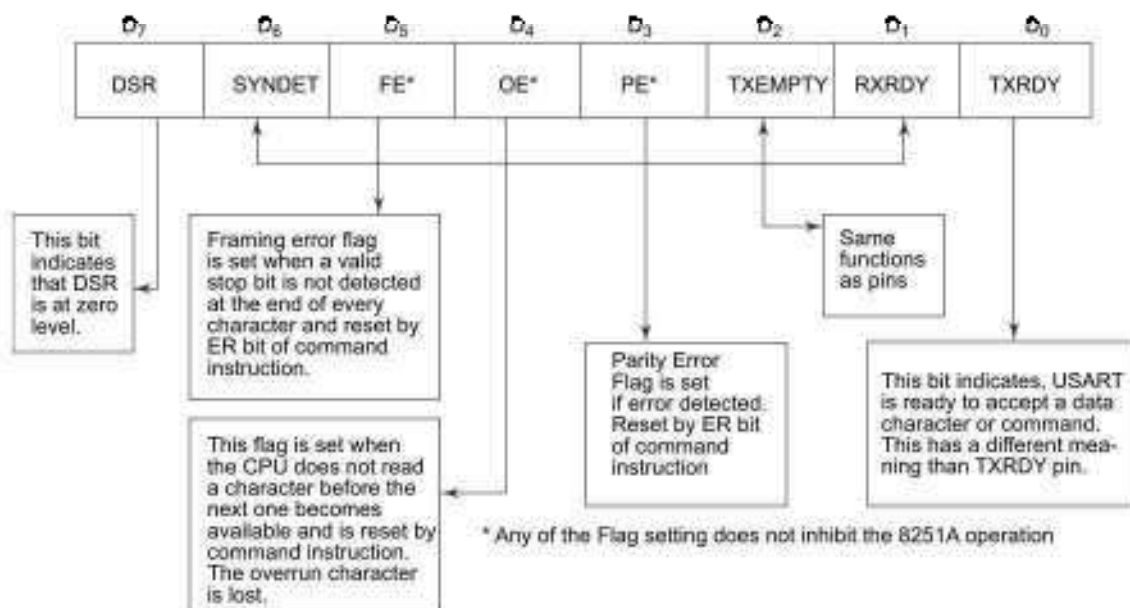 D7 D6 D5 D4 D3 D2 D1 D0
DSR SYNDET FE* OE* PE* TXEMPTY RXRDY TXRDY
This bit
indicates
that DSR
is at zero
level.
Framing error flag
is set when a valid
stop bit is not detected
at the end of every
character and reset by
ER bit of command
instruction.
Same
functions
as pins
This flag is set when
the CPU does not read
a character before the
next one becomes
available and is reset by
command instruction.
The overrun character
is lost.
Parity Error
Flag is set
if error detected.
Reset by ER bit
of command
instruction
This bit indicates, USART
is ready to accept a data
character or command.
This has a different mea-
ning than TXRDY pin.
* Any of the Flag setting does not inhibit the 8251A operation